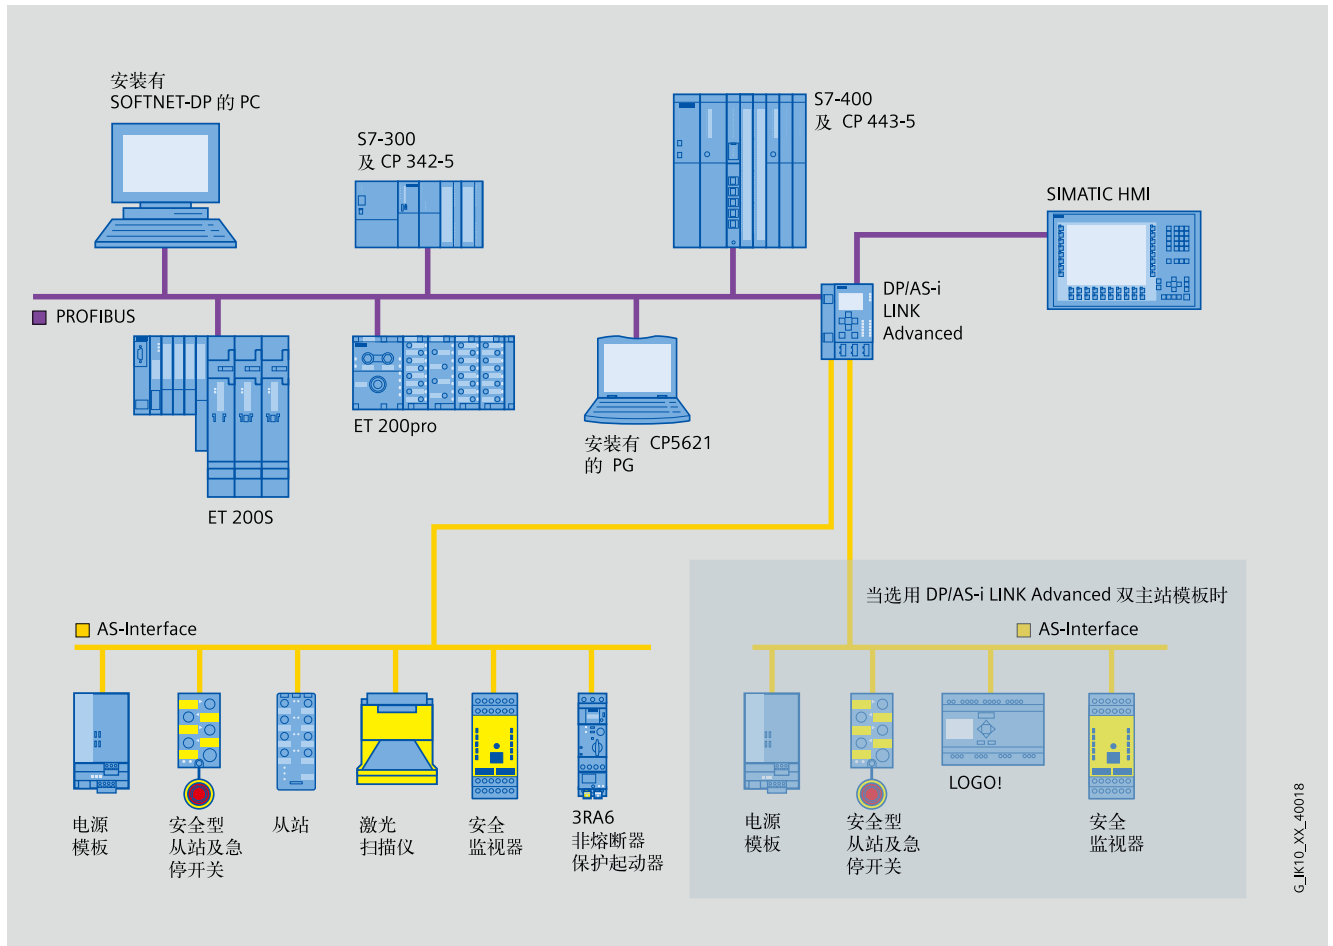 安装有
SOFTNET-DP 的 PC
S7-300
及 CP 342-5
S7-400
及 CP 443-5
SIMATIC HMI
DP/AS-i
LINK
Advanced
PROFIBUS
ET 200S
ET 200pro
安装有 CP5621
的 PG
当选用 DP/AS-i LINK Advanced 双主站模板时
AS-Interface
AS-Interface
电源
模板
安全型
从站及急
停开关
从站
激光
扫描仪
安全
监视器
3RA6
非熔断器
保护起动器
电源
模板
安全型
从站及急
停开关
LOGO!
安全
监视器
G_IK10_XX_40018